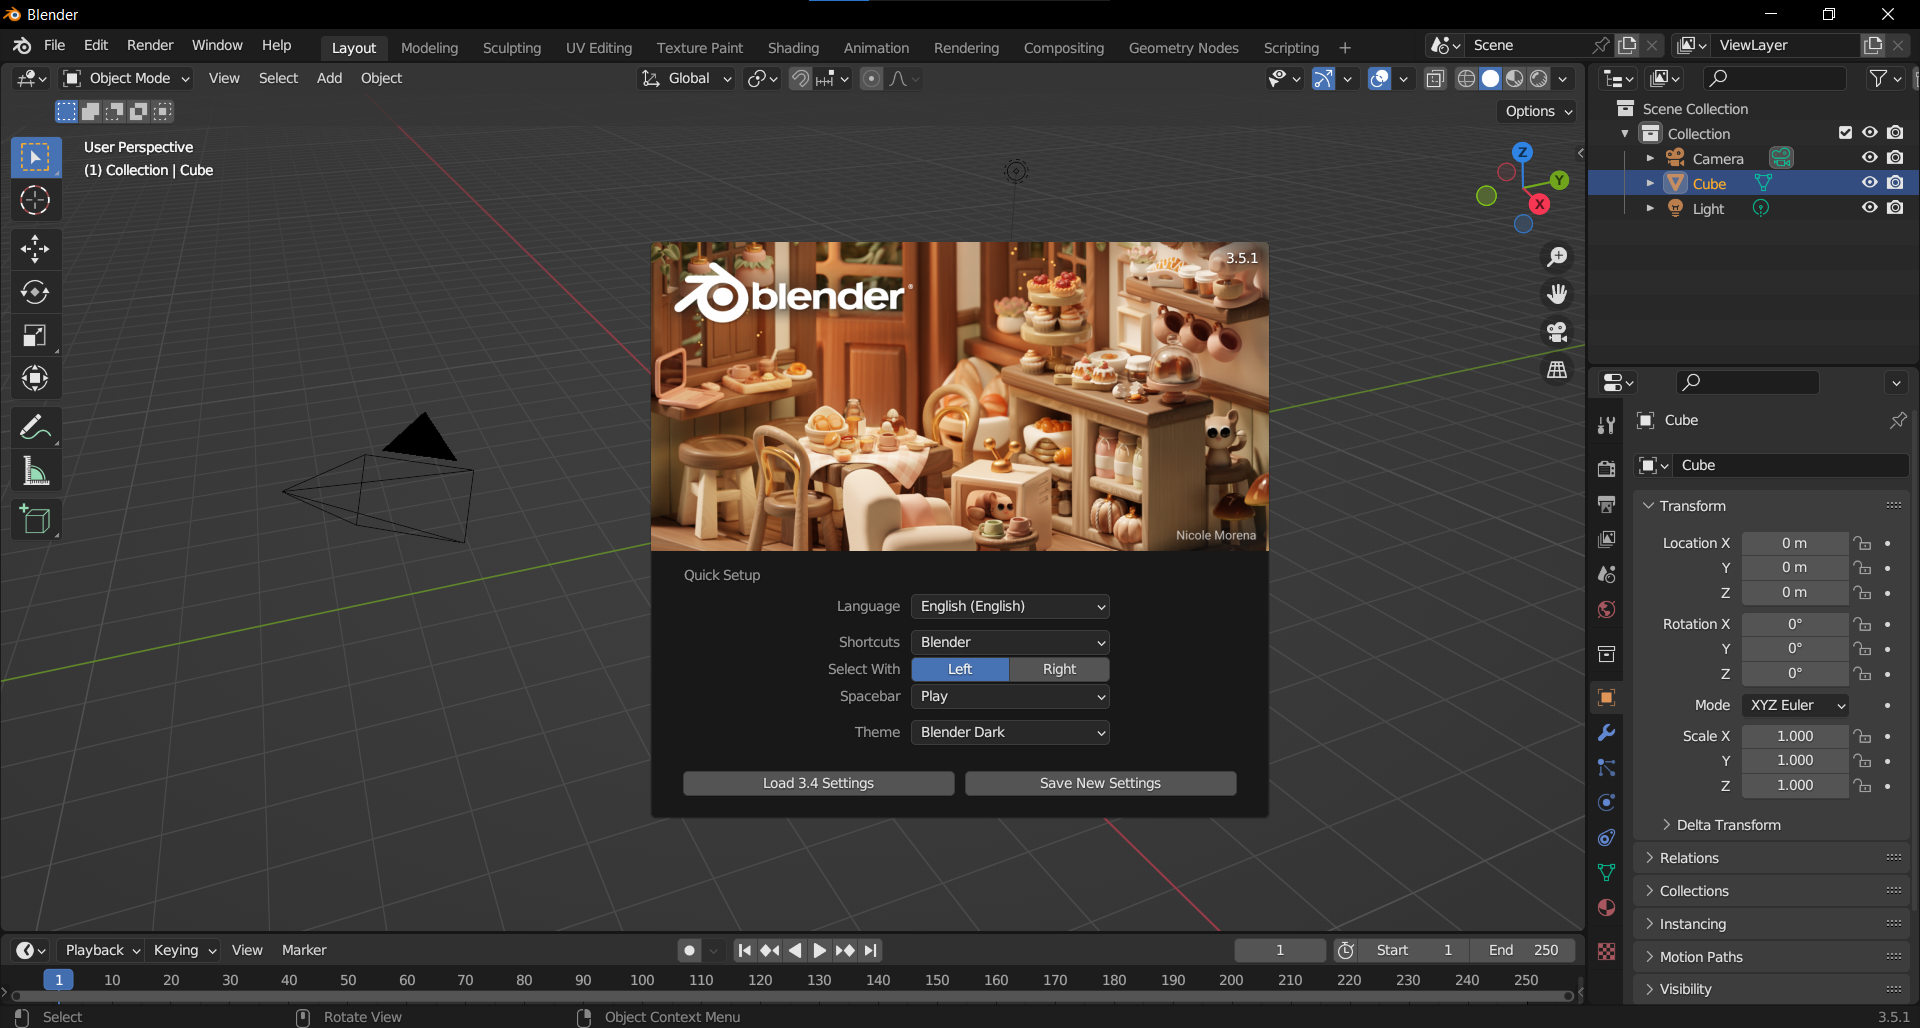 Blender
File Edit Render Window Help Layout Modeling Sculpting UV Editing Texture Paint Shading Animation Rendering Compositing Geometry Nodes Scripting + Scene ViewLayer
Object Mode View Select Add Object Global
Options
User Perspective
(1) Collection | Cube
Z
Y
X
blender
3.5.1
Nicole Morena
Quick Setup
Language English (English)
Shortcuts Blender
Select With Left Right
Spacebar Play
Theme Blender Dark
Load 3.4 Settings Save New Settings
Scene Collection
Collection
Camera
Cube
Light
Cube
Cube
Transform
Location X 0 m
Y 0 m
Z 0 m
Rotation X 0°
Y 0°
Z 0°
Mode XYZ Euler
Scale X 1.000
Y 1.000
Z 1.000
Delta Transform
Relations
Collections
Instancing
Motion Paths
Visibility
Playback Keying View Marker 1 Start 1 End 250
1 10 20 30 40 50 60 70 80 90 100 110 120 130 140 150 160 170 180 190 200 210 220 230 240 250
Select Rotate View Object Context Menu 3.5.1